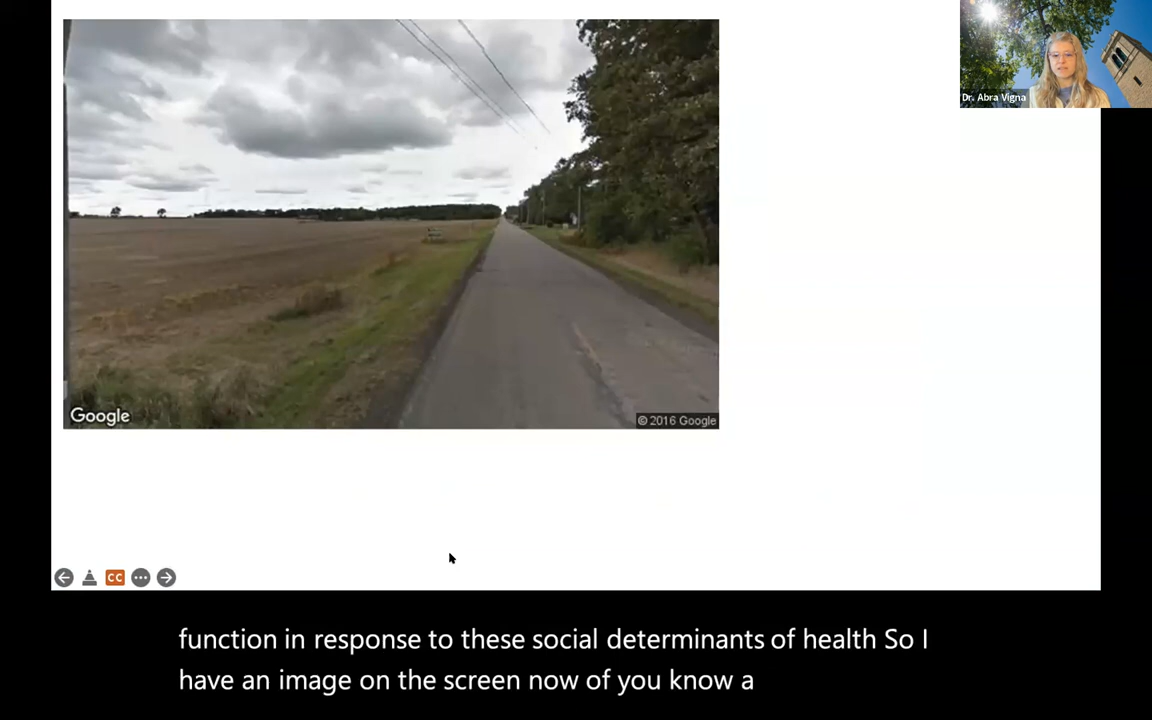 Dr. Abra Vigna
Google
© 2016 Google
CC
function in response to these social determinants of health So I
have an image on the screen now of you know a